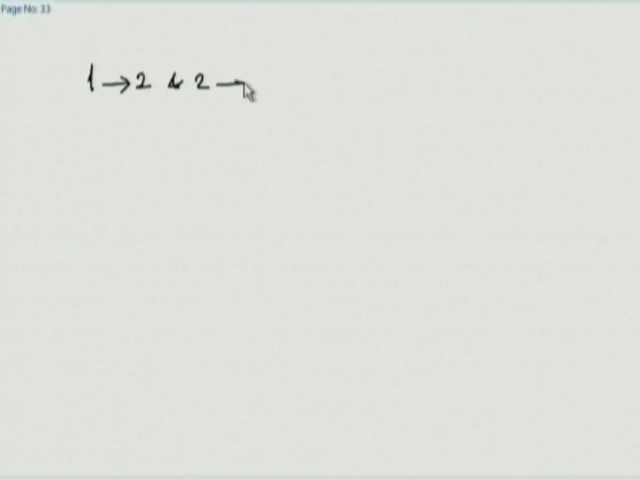 Page No: 33
1 → 2 & 2 —